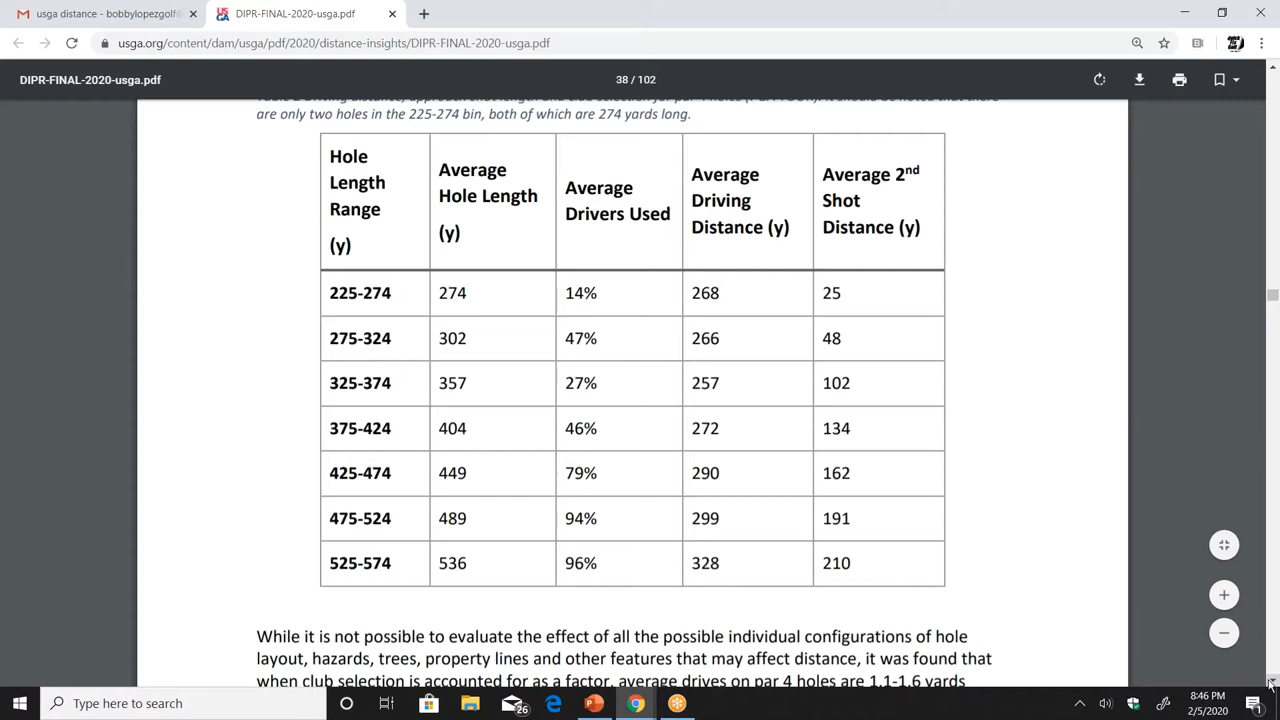 usga distance - bobbylopezgolf@
DIPR-FINAL-2020-usga.pdf
usga.org/content/dam/usga/pdf/2020/distance-insights/DIPR-FINAL-2020-usga.pdf
DIPR-FINAL-2020-usga.pdf
38 / 102
are only two holes in the 225-274 bin, both of which are 274 yards long.
Hole Length Range (y) Average Hole Length (y) Average Drivers Used Average Driving Distance (y) Average 2nd Shot Distance (y)
225-274 274 14% 268 25
275-324 302 47% 266 48
325-374 357 27% 257 102
375-424 404 46% 272 134
425-474 449 79% 290 162
475-524 489 94% 299 191
525-574 536 96% 328 210
While it is not possible to evaluate the effect of all the possible individual configurations of hole
layout, hazards, trees, property lines and other features that may affect distance, it was found that
when club selection is accounted for as a factor, average drives on par 4 holes are 1.1-1.6 yards
Type here to search
26
8:46 PM
2/5/2020
1